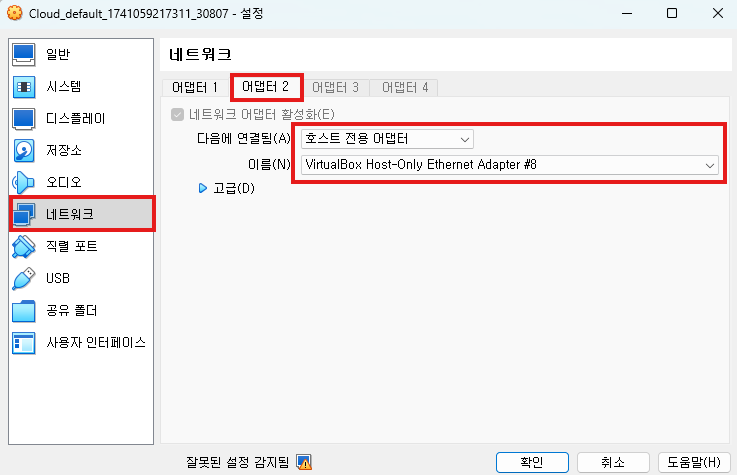 Cloud_default_1741059217311_30807 - 설정
일반
시스템
디스플레이
저장소
오디오
네트워크
직렬 포트
USB
공유 폴더
사용자 인터페이스
네트워크
어댑터 1 어댑터 2 어댑터 3 어댑터 4
네트워크 어댑터 활성화(E)
다음에 연결됨(A) 호스트 전용 어댑터
이름(N) VirtualBox Host-Only Ethernet Adapter #8
고급(D)
잘못된 설정 감지됨 확인 취소 도움말(H)